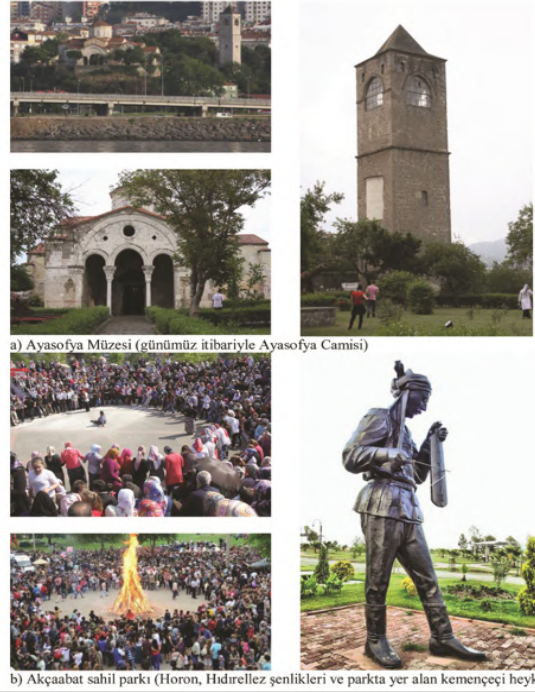 a) Ayasofya Müzesi (günümüz itibariyle Ayasofya Camisi)
b) Akçaabat sahil parkı (Horon, Hıdırellez şenlikleri ve parkta yer alan kemençeçi heyk